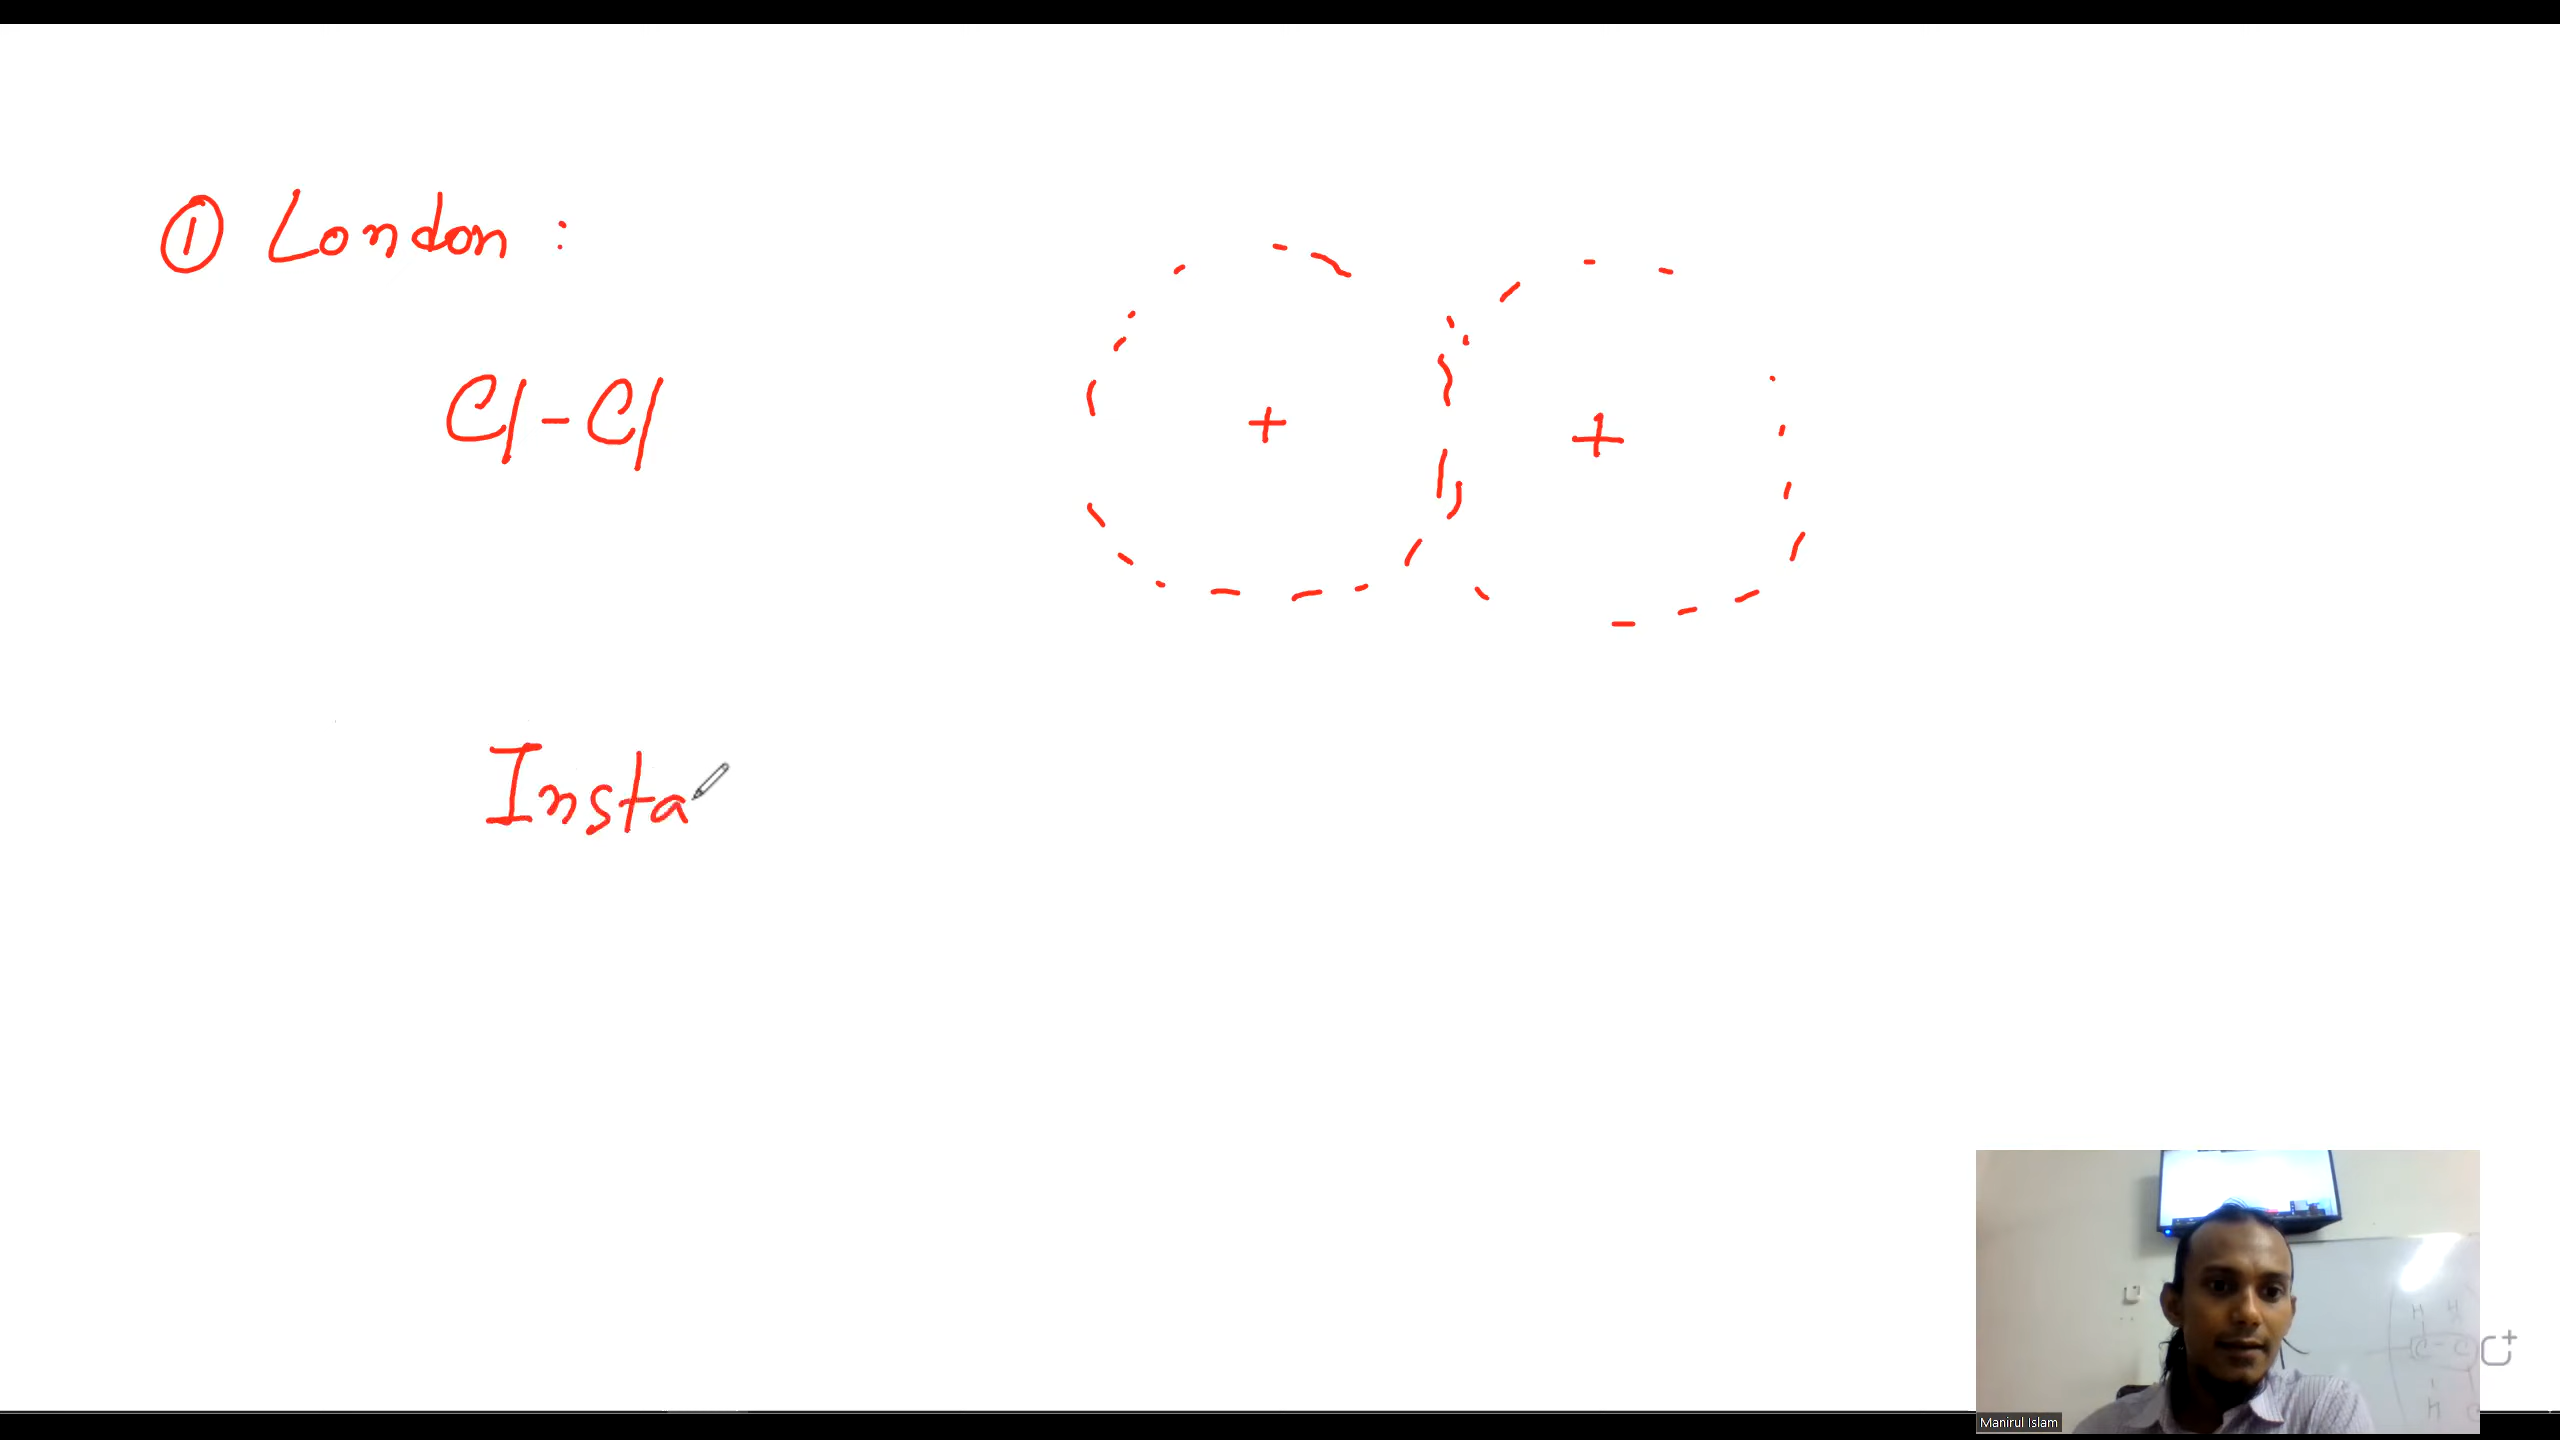 ① London :
Cl - Cl
+ +
Insta
Manirul Islam
H H
C - C
H